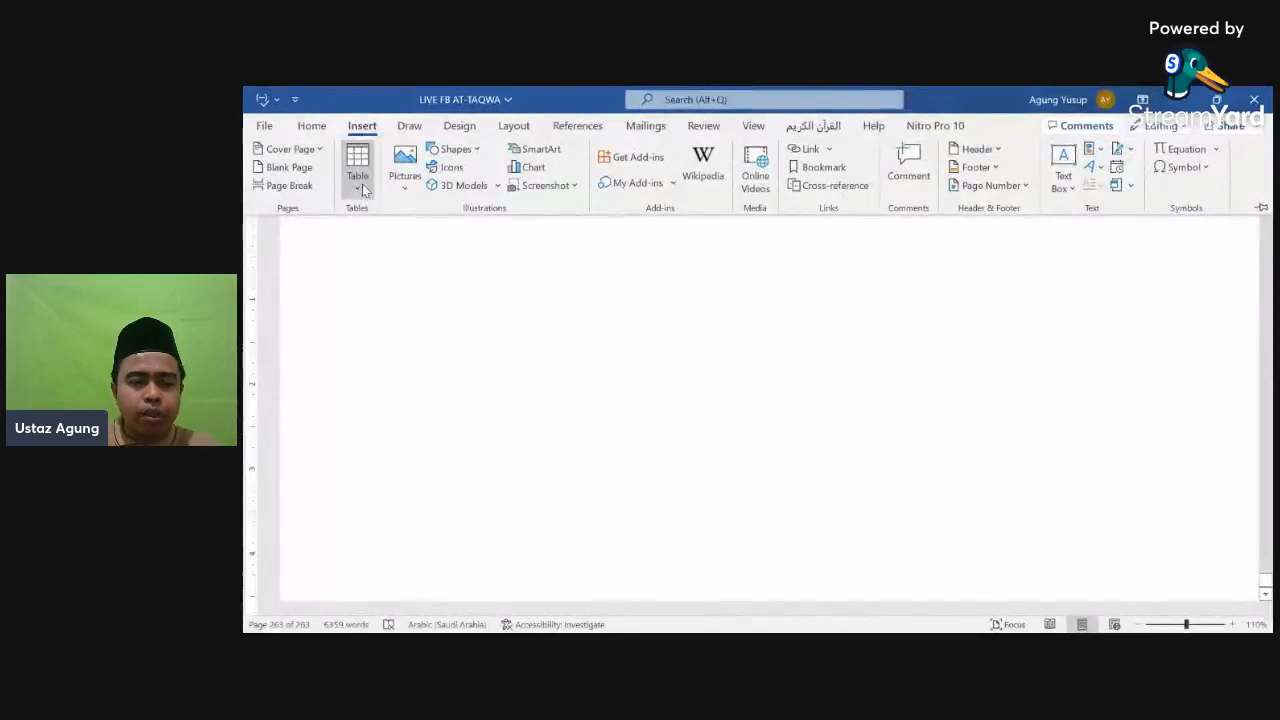 Powered by
StreamYard
LIVE FB AT-TAQWA
Search (Alt+Q)
Agung Yusup
AY
File Home Insert Draw Design Layout References Mailings Review View القرآن الكريم Help Nitro Pro 10
Comments Editing Share
Cover Page
Blank Page
Page Break
Pages
Table
Tables
Pictures
Shapes
Icons
3D Models
SmartArt
Chart
Screenshot
Illustrations
Get Add-ins
My Add-ins
Wikipedia
Add-ins
Online
Videos
Media
Link
Bookmark
Cross-reference
Links
Comment
Comments
Header
Footer
Page Number
Header & Footer
Text
Box
Text
Equation
Symbol
Symbols
Ustaz Agung
Page 263 of 263 6359 words Arabic (Saudi Arabia) Accessibility: Investigate Focus 110%